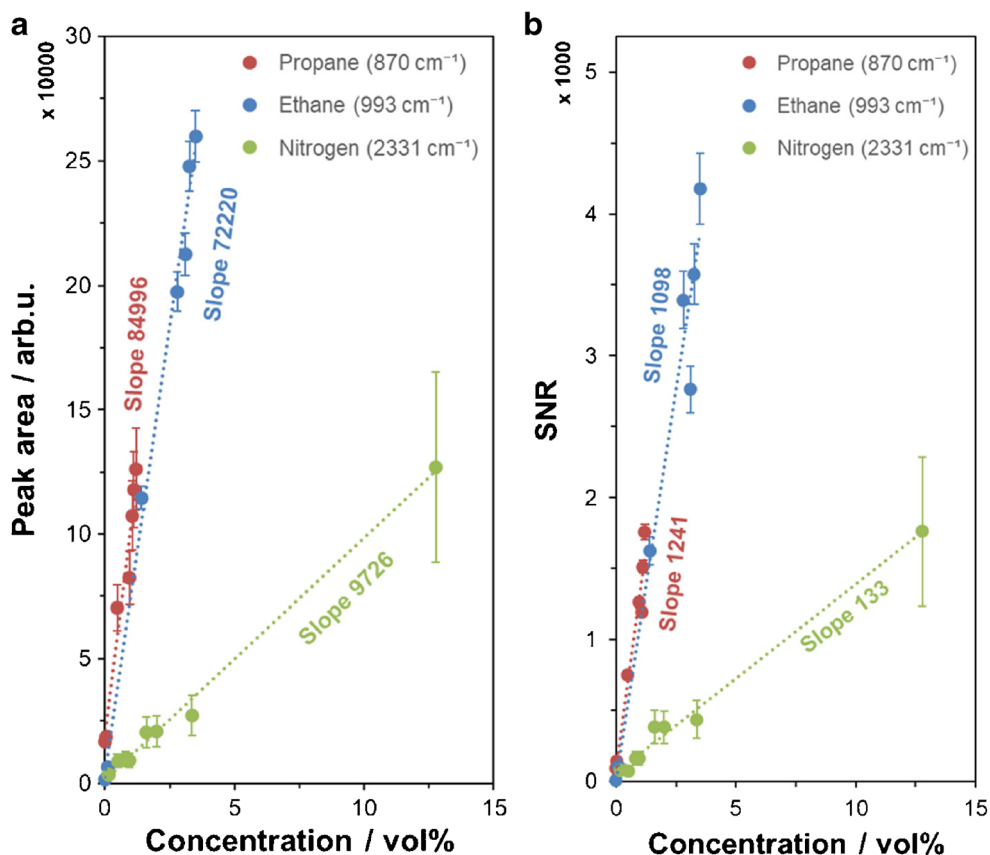 a
x 10000
Peak area / arb.u.
30
25
20
15
10
5
0
Propane (870 cm⁻¹)
Ethane (993 cm⁻¹)
Nitrogen (2331 cm⁻¹)
Slope 72220
Slope 84996
Slope 9726
0
5
10
15
Concentration / vol%
b
x 1000
SNR
5
4
3
2
1
0
Propane (870 cm⁻¹)
Ethane (993 cm⁻¹)
Nitrogen (2331 cm⁻¹)
Slope 1098
Slope 1241
Slope 133
0
5
10
15
Concentration / vol%